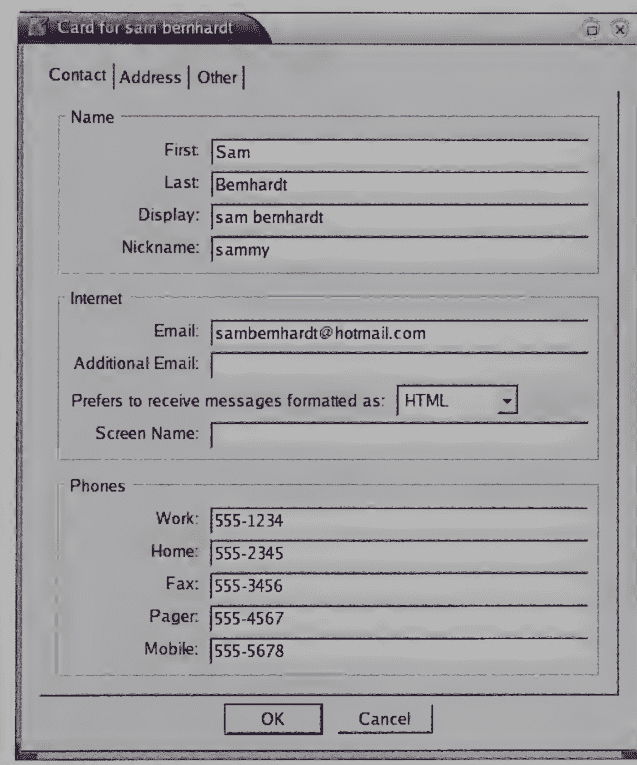 Card for sam bernhardt
Contact Address Other
Name
First: Sam
Last: Bernhardt
Display: sam bernhardt
Nickname: sammy
Internet
Email: sambernhardt@hotmail.com
Additional Email:
Prefers to receive messages formatted as: HTML
Screen Name:
Phones
Work: 555-1234
Home: 555-2345
Fax: 555-3456
Pager: 555-4567
Mobile: 555-5678
OK Cancel